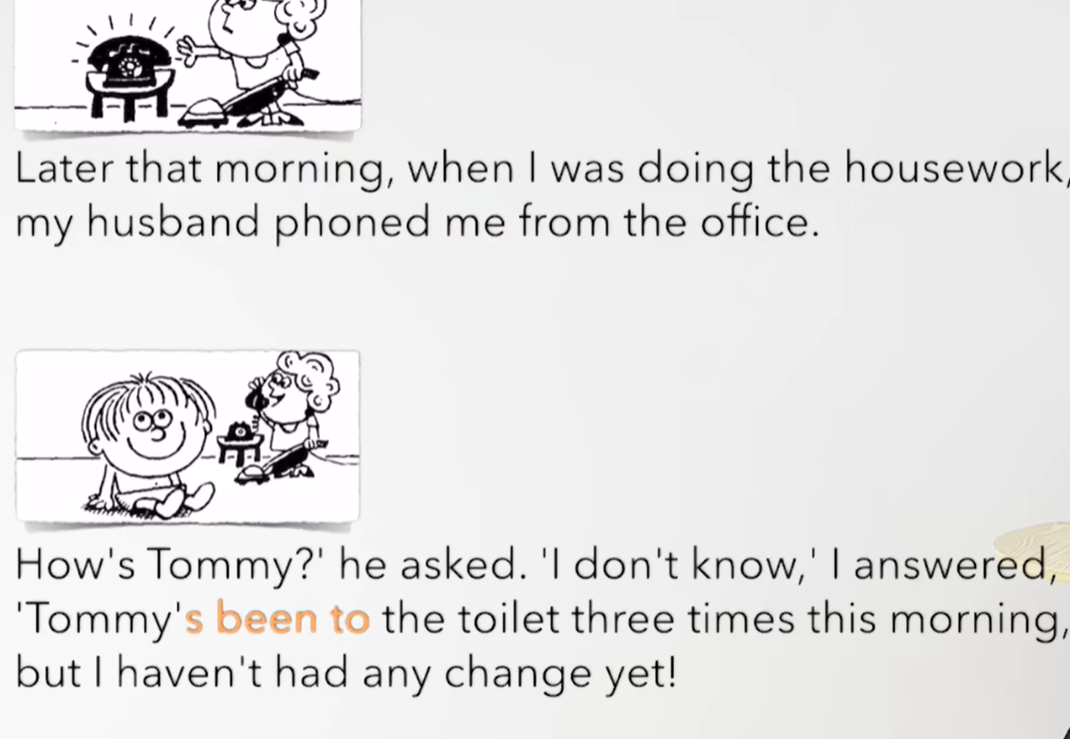 Later that morning, when I was doing the housework,
my husband phoned me from the office.
How's Tommy?' he asked. 'I don't know,' I answered,
'Tommy's been to the toilet three times this morning,
but I haven't had any change yet!